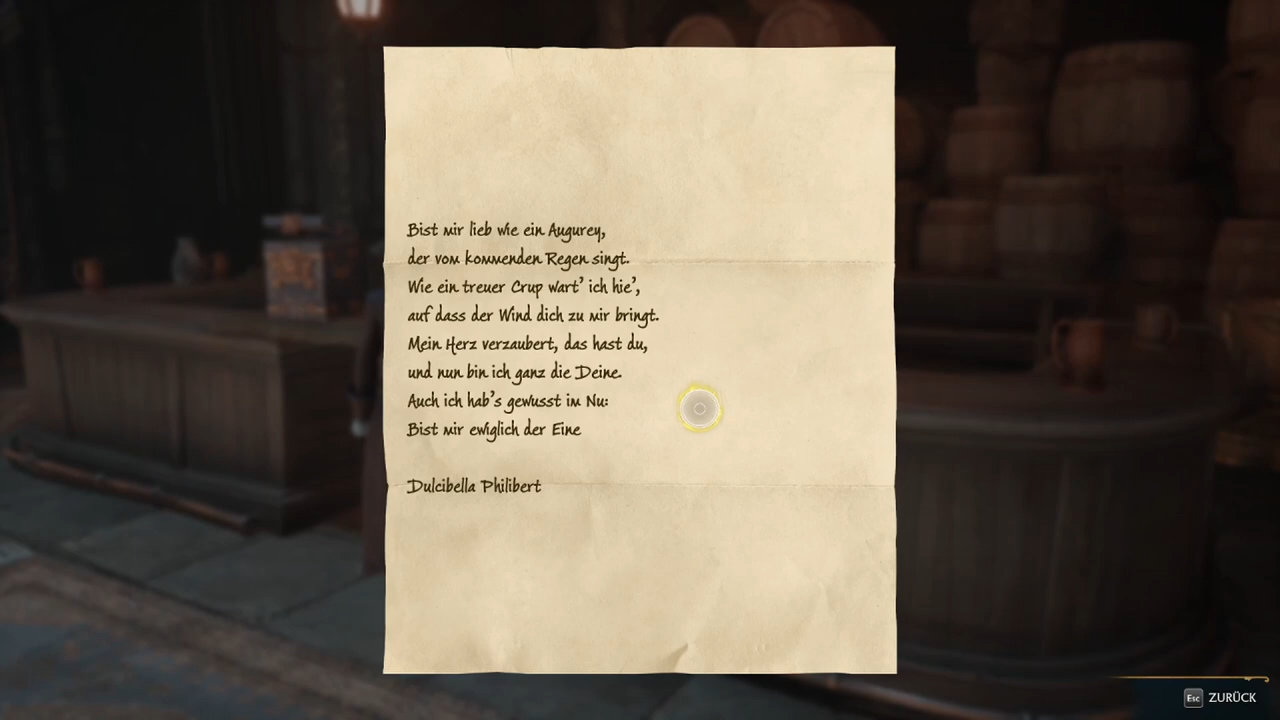 Bist mir lieb wie ein Augurey,
der vom kommenden Regen singt.
Wie ein treuer Crup wart' ich hie',
auf dass der Wind dich zu mir bringt.
Mein Herz verzaubert, das hast du,
und nun bin ich ganz die Deine.
Auch ich hab's gewusst im Nu:
Bist mir ewiglich der Eine
Dulcibella Philibert
Esc ZURÜCK